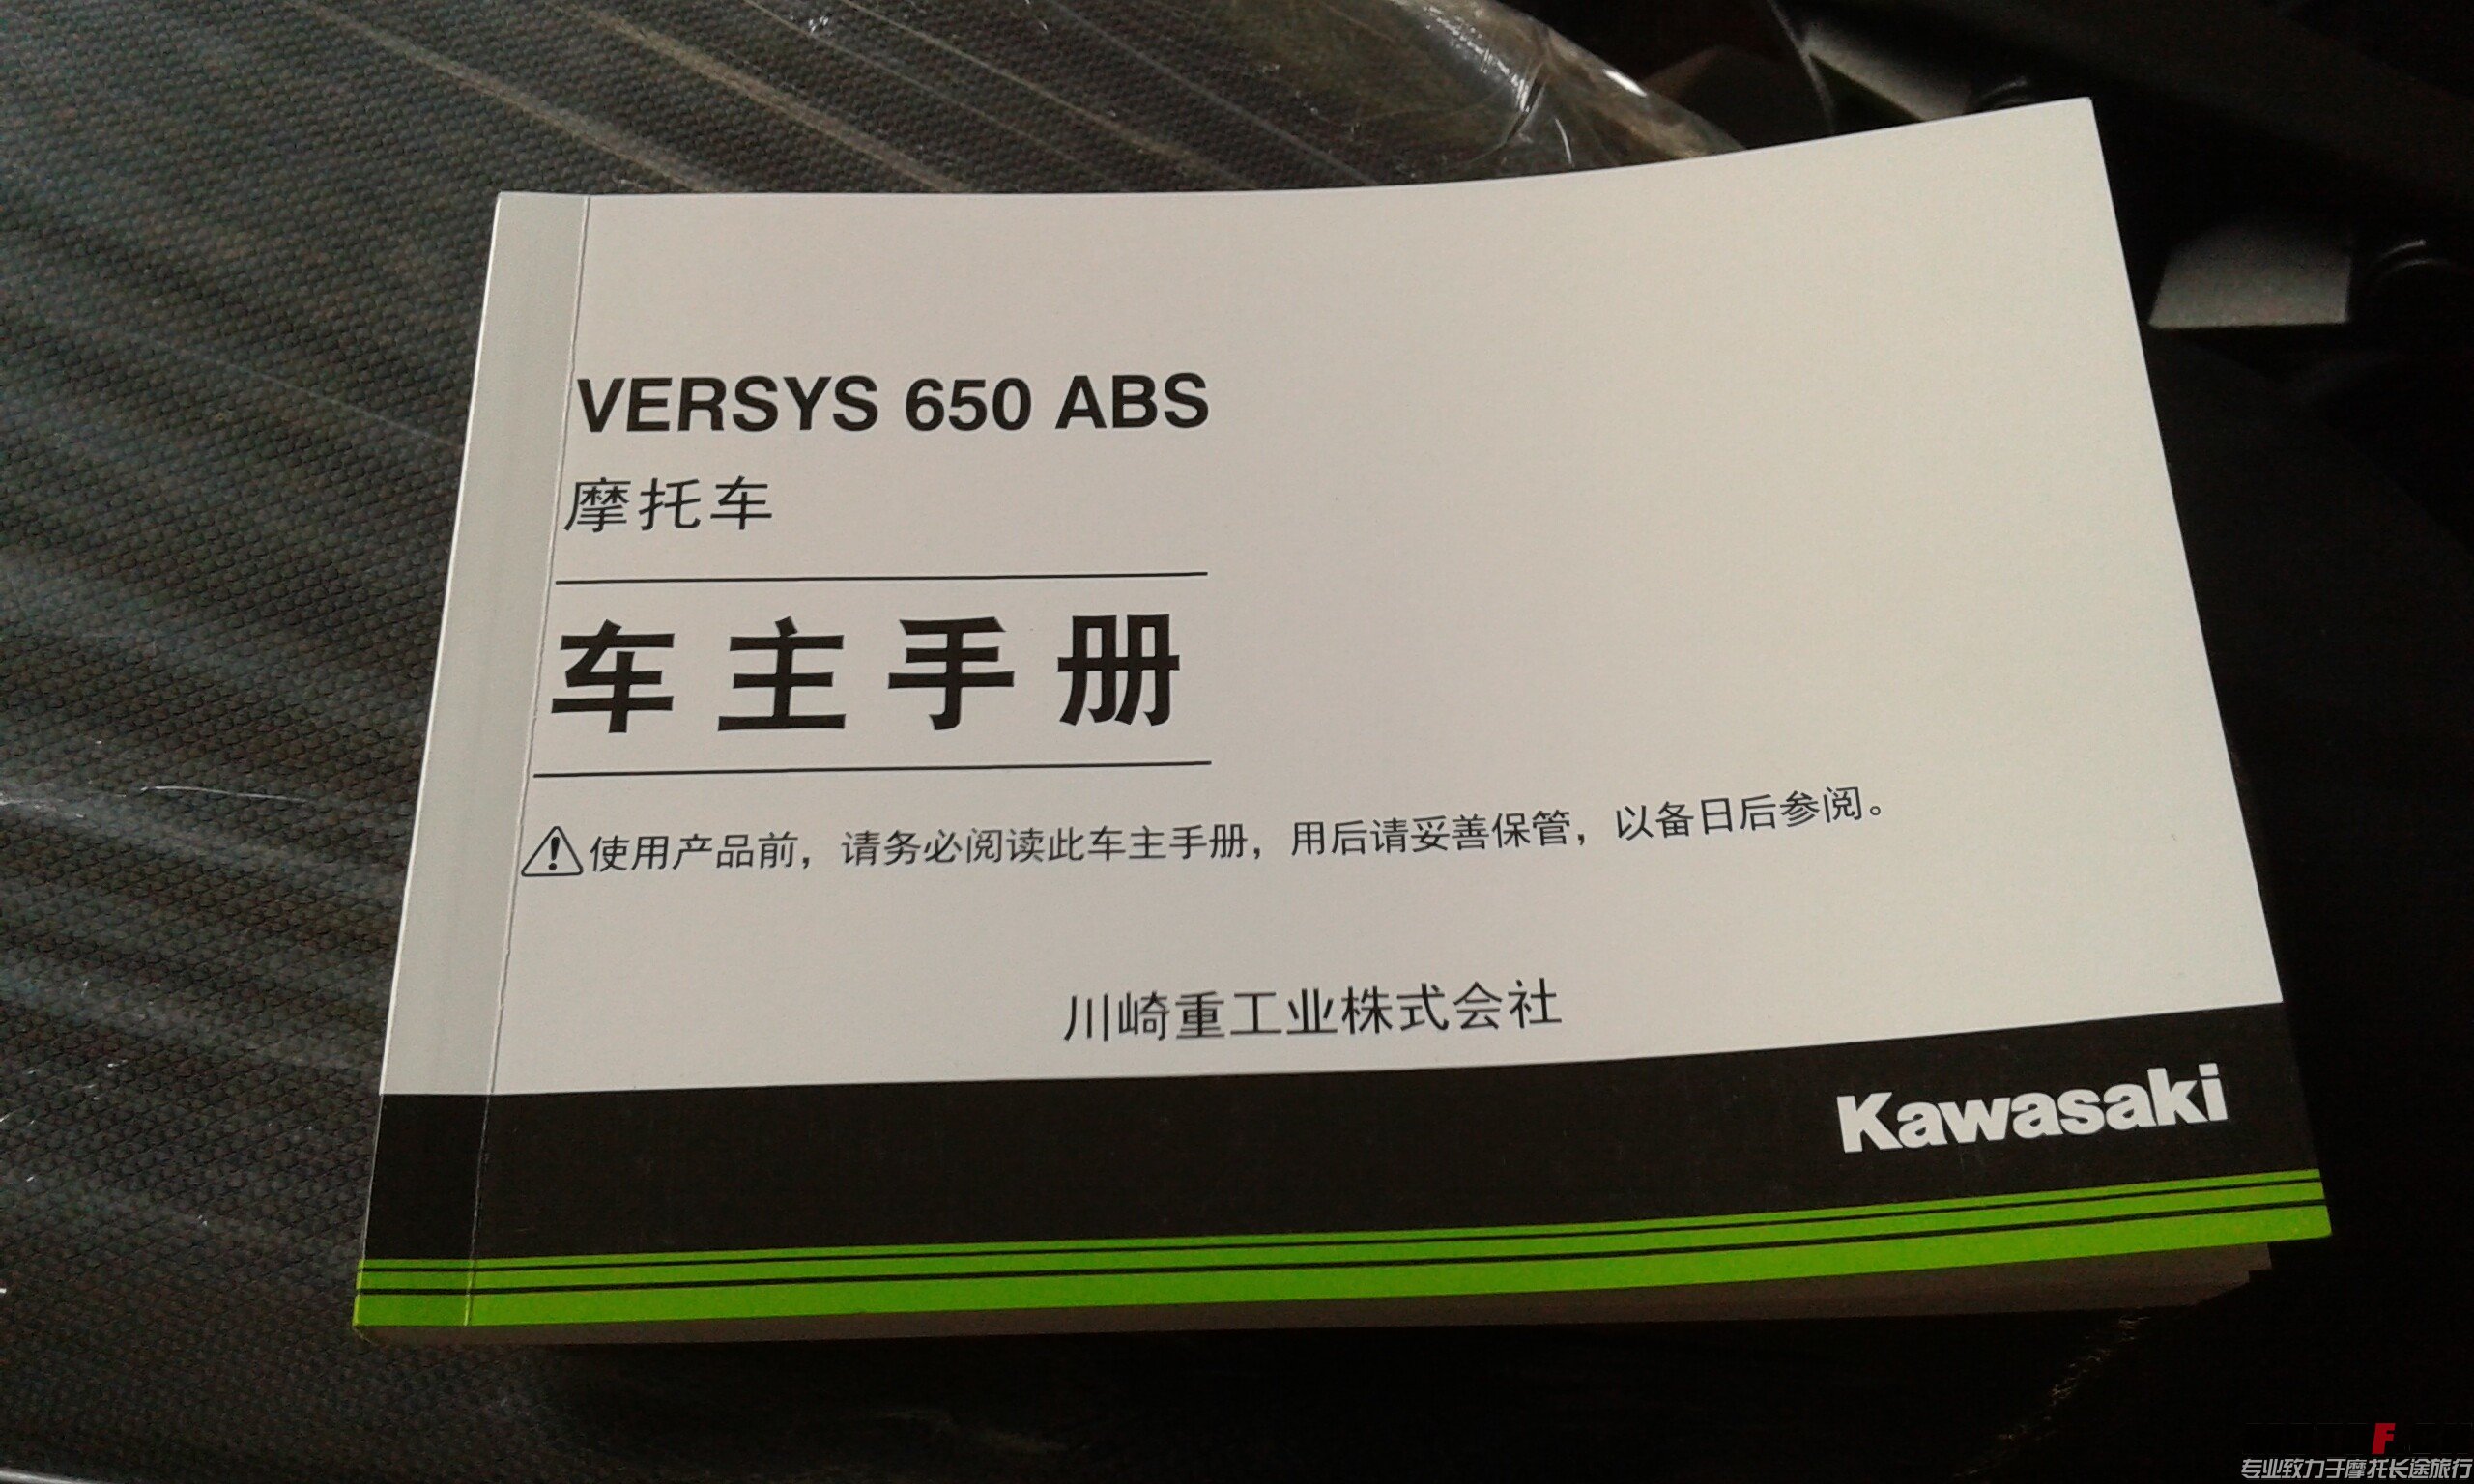 VERSYS 650 ABS
摩托车
车主手册
使用产品前，请务必阅读此车主手册，用后请妥善保管，以备日后参阅。
川崎重工业株式会社
Kawasaki
F
专业致力于摩托长途旅行